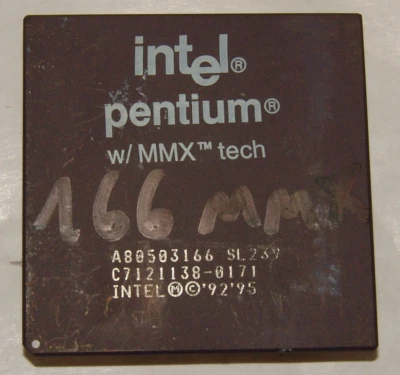 intel®
pentium®
w/ MMX™ tech
166 MMX
A80503166 SL239
C7121138-0171
INTEL Ⓜ©'92'95